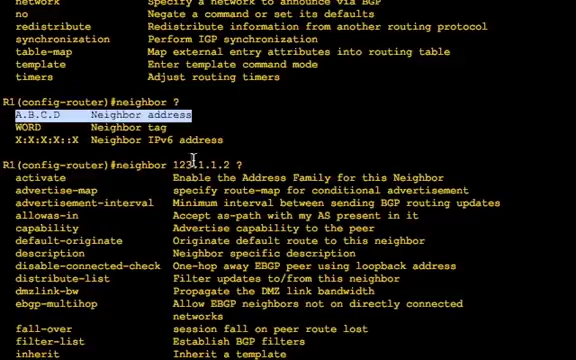 network Specify a network to announce via BGP
no Negate a command or set its defaults
redistribute Redistribute information from another routing protocol
synchronization Perform IGP synchronization
table-map Map external entry attributes into routing table
template Enter template command mode
timers Adjust routing timers
R1(config-router)#neighbor ?
A.B.C.D Neighbor address
WORD Neighbor tag
X:X:X:X::X Neighbor IPv6 address
R1(config-router)#neighbor 123.1.1.2 ?
activate Enable the Address Family for this Neighbor
advertise-map specify route-map for conditional advertisement
advertisement-interval Minimum interval between sending BGP routing updates
allowas-in Accept as-path with my AS present in it
capability Advertise capability to the peer
default-originate Originate default route to this neighbor
description Neighbor specific description
disable-connected-check One-hop away EBGP peer using loopback address
distribute-list Filter updates to/from this neighbor
dmzlink-bw Propagate the DMZ link bandwidth
ebgp-multihop Allow EBGP neighbors not on directly connected
networks
fall-over session fall on peer route lost
filter-list Establish BGP filters
inherit Inherit a template